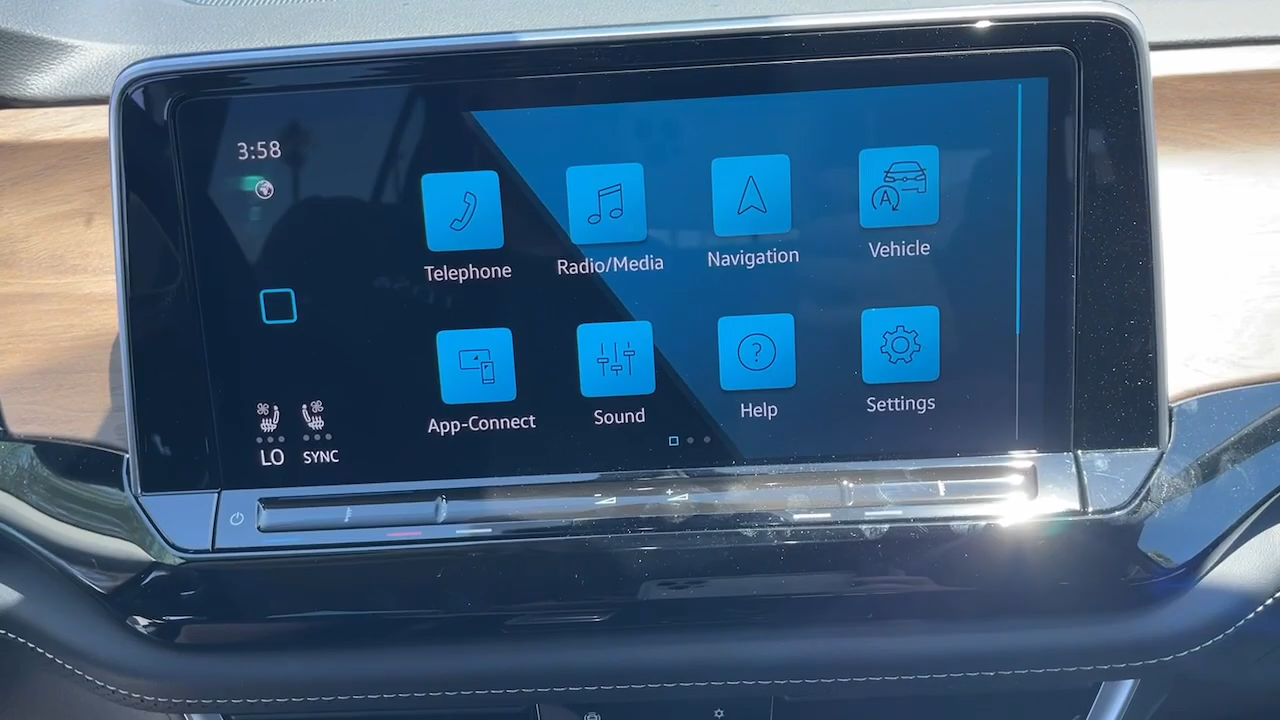 3:58
Telephone
Radio/Media
Navigation
Vehicle
A
App-Connect
Sound
?
Help
Settings
LO
SYNC